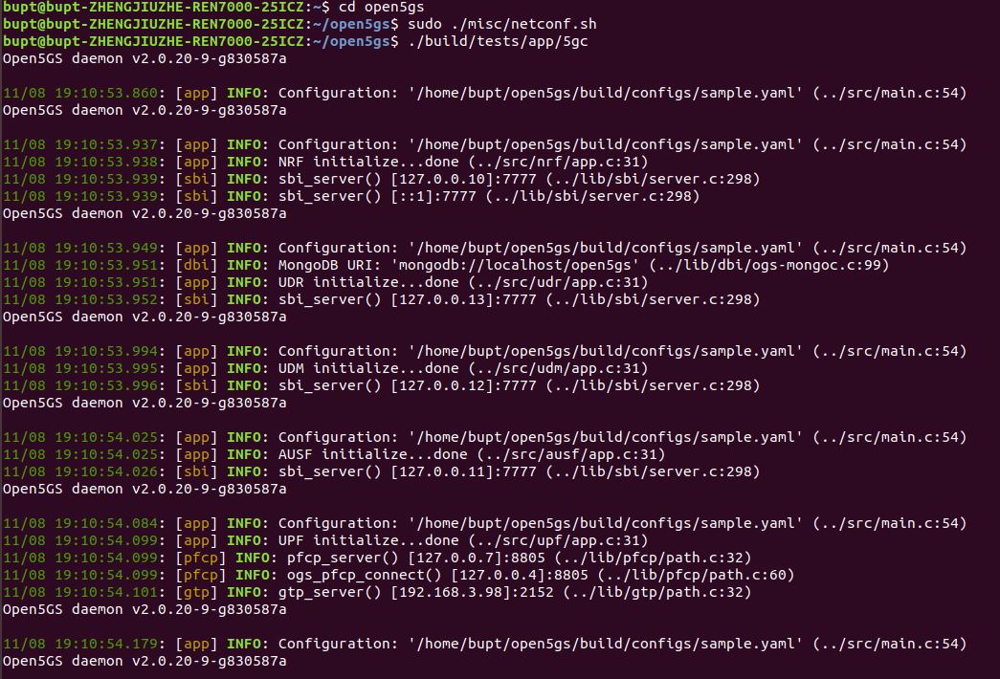 bupt@bupt-ZHENGJIUZHE-REN7000-25ICZ:~$ cd open5gs
bupt@bupt-ZHENGJIUZHE-REN7000-25ICZ:~/open5gs$ sudo ./misc/netconf.sh
bupt@bupt-ZHENGJIUZHE-REN7000-25ICZ:~/open5gs$ ./build/tests/app/5gc
Open5GS daemon v2.0.20-9-g830587a
11/08 19:10:53.860: [app] INFO: Configuration: '/home/bupt/open5gs/build/configs/sample.yaml' (../src/main.c:54)
Open5GS daemon v2.0.20-9-g830587a
11/08 19:10:53.937: [app] INFO: Configuration: '/home/bupt/open5gs/build/configs/sample.yaml' (../src/main.c:54)
11/08 19:10:53.938: [app] INFO: NRF initialize...done (../src/nrf/app.c:31)
11/08 19:10:53.939: [sbi] INFO: sbi_server() [127.0.0.10]:7777 (../lib/sbi/server.c:298)
11/08 19:10:53.939: [sbi] INFO: sbi_server() [::1]:7777 (../lib/sbi/server.c:298)
Open5GS daemon v2.0.20-9-g830587a
11/08 19:10:53.949: [app] INFO: Configuration: '/home/bupt/open5gs/build/configs/sample.yaml' (../src/main.c:54)
11/08 19:10:53.951: [dbi] INFO: MongoDB URI: 'mongodb://localhost/open5gs' (../lib/dbi/ogs-mongoc.c:99)
11/08 19:10:53.951: [app] INFO: UDR initialize...done (../src/udr/app.c:31)
11/08 19:10:53.952: [sbi] INFO: sbi_server() [127.0.0.13]:7777 (../lib/sbi/server.c:298)
Open5GS daemon v2.0.20-9-g830587a
11/08 19:10:53.994: [app] INFO: Configuration: '/home/bupt/open5gs/build/configs/sample.yaml' (../src/main.c:54)
11/08 19:10:53.995: [app] INFO: UDM initialize...done (../src/udm/app.c:31)
11/08 19:10:53.996: [sbi] INFO: sbi_server() [127.0.0.12]:7777 (../lib/sbi/server.c:298)
Open5GS daemon v2.0.20-9-g830587a
11/08 19:10:54.025: [app] INFO: Configuration: '/home/bupt/open5gs/build/configs/sample.yaml' (../src/main.c:54)
11/08 19:10:54.025: [app] INFO: AUSF initialize...done (../src/ausf/app.c:31)
11/08 19:10:54.026: [sbi] INFO: sbi_server() [127.0.0.11]:7777 (../lib/sbi/server.c:298)
Open5GS daemon v2.0.20-9-g830587a
11/08 19:10:54.084: [app] INFO: Configuration: '/home/bupt/open5gs/build/configs/sample.yaml' (../src/main.c:54)
11/08 19:10:54.099: [app] INFO: UPF initialize...done (../src/upf/app.c:31)
11/08 19:10:54.099: [pfcp] INFO: pfcp_server() [127.0.0.7]:8805 (../lib/pfcp/path.c:32)
11/08 19:10:54.099: [pfcp] INFO: ogs_pfcp_connect() [127.0.0.4]:8805 (../lib/pfcp/path.c:60)
11/08 19:10:54.101: [gtp] INFO: gtp_server() [192.168.3.98]:2152 (../lib/gtp/path.c:32)
Open5GS daemon v2.0.20-9-g830587a
11/08 19:10:54.179: [app] INFO: Configuration: '/home/bupt/open5gs/build/configs/sample.yaml' (../src/main.c:54)
Open5GS daemon v2.0.20-9-g830587a